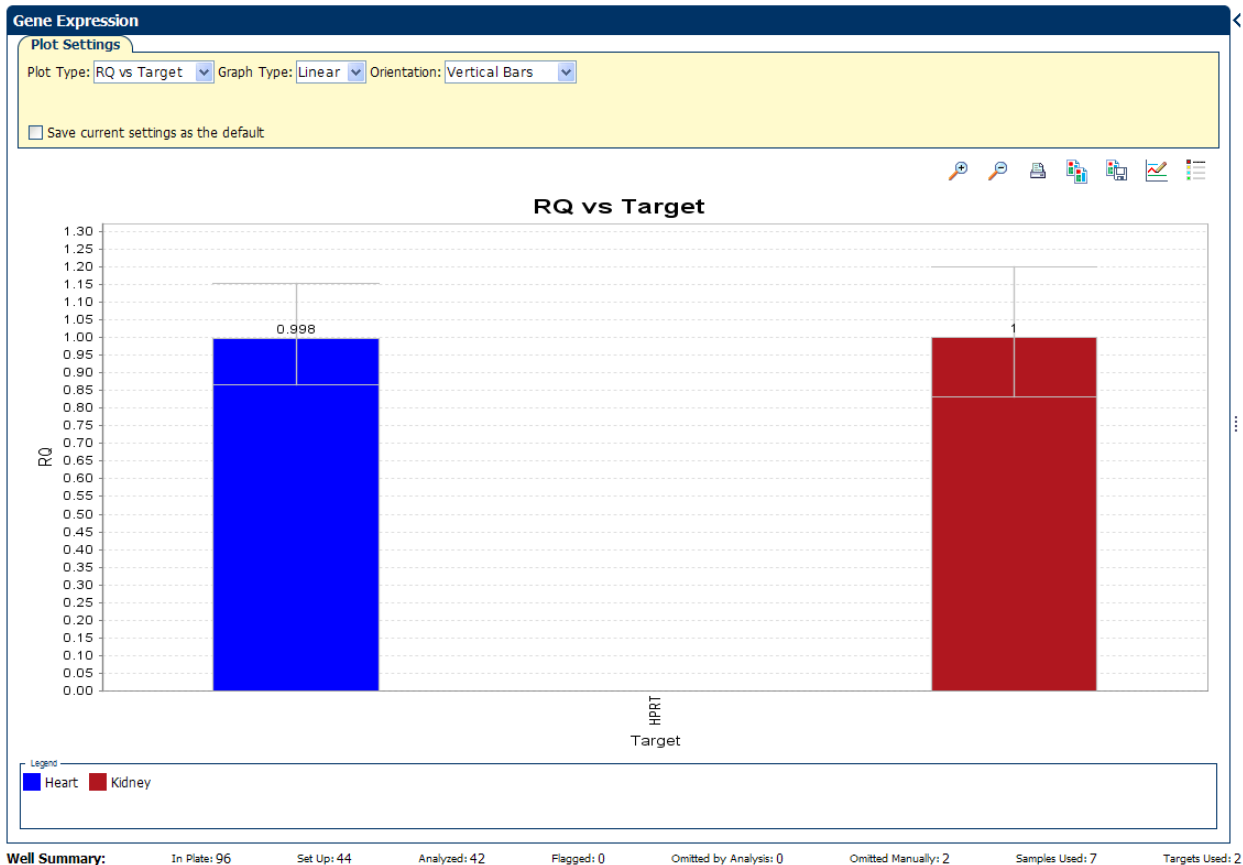 Gene Expression
Plot Settings
Plot Type: RQ vs Target Graph Type: Linear Orientation: Vertical Bars
Save current settings as the default
RQ vs Target
1.30
1.25
1.20
1.15
1.10
1.05
1.00
0.95
0.90
0.85
0.80
0.75
0.70
0.65
0.60
0.55
0.50
0.45
0.40
0.35
0.30
0.25
0.20
0.15
0.10
0.05
0.00
RQ
0.998
1
HPRT
Target
Legend
Heart Kidney
Well Summary: In Plate: 96 Set Up: 44 Analyzed: 42 Flagged: 0 Omitted by Analysis: 0 Omitted Manually: 2 Samples Used: 7 Targets Used: 2